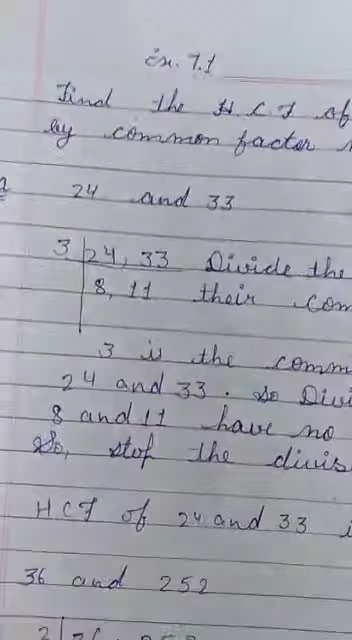 Ex. 7.1
Find the H.C.F of
by common factor
24 and 33
3 24, 33 Divide the
8, 11 their com
3 is the comm
24 and 33. So Divi
8 and 11 have no
So, stop the divis
HCF of 24 and 33 i
36 and 252